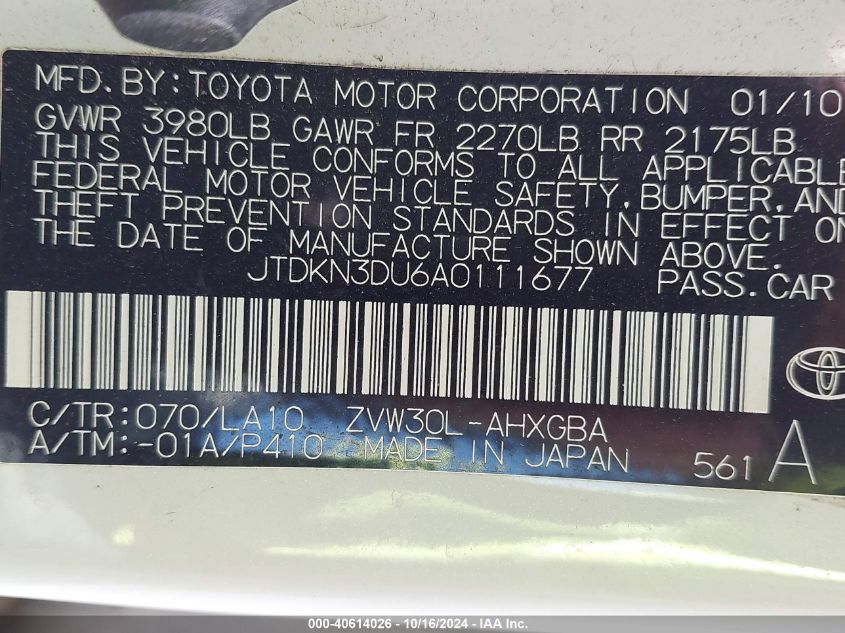 MFD. BY: TOYOTA MOTOR CORPORATION 01/10
GVWR 3980LB GAWR FR 2270LB RR 2175LB
THIS VEHICLE CONFORMS TO ALL APPLICABLE
FEDERAL MOTOR VEHICLE SAFETY, BUMPER, AND
THEFT PREVENTION STANDARDS IN EFFECT ON
THE DATE OF MANUFACTURE SHOWN ABOVE.
JTDKN3DU6A0111677 PASS. CAR
C/TR: 070/LA10 ZVW30L-AHXGBA
A/TM: -01A/P410 MADE IN JAPAN 561 A
000-40614026 - 10/16/2024 - IAA Inc.